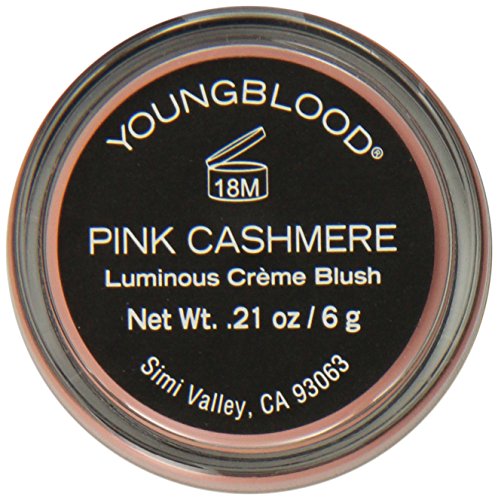 YOUNGBLOOD®
18M
PINK CASHMERE
Luminous Crème Blush
Net Wt. .21 oz / 6 g
Simi Valley, CA 93063